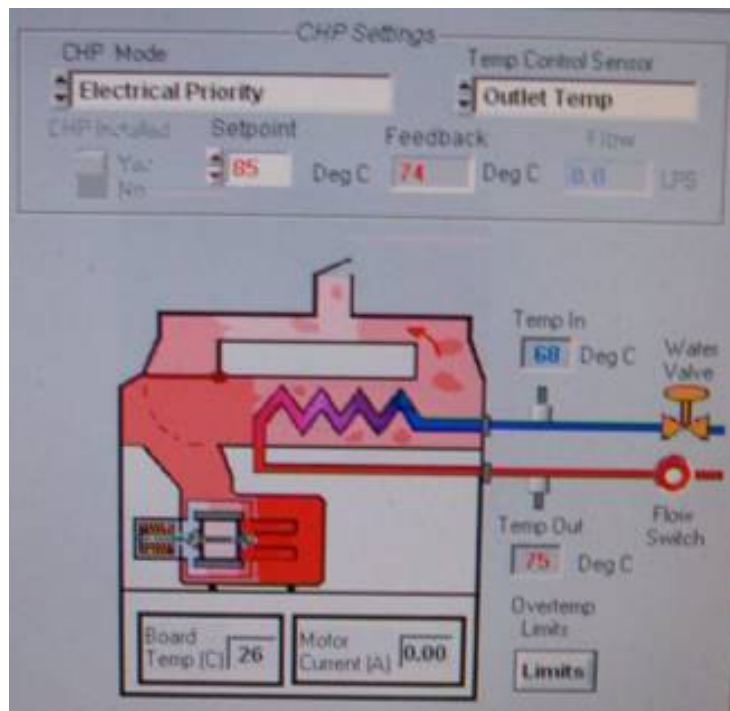 CHP Settings
CHP Mode
Temp Control Sensor
Electrical Priority
Outlet Temp
CHP Installed
Setpoint
Feedback
Flow
Yes
No
85
Deg C
74
Deg C
0.0
LPS
Temp In
68
Deg C
Water
Valve
Temp Out
75
Deg C
Flow
Switch
Overtemp
Limits
Limits
Board
Temp (C)
26
Motor
Current (A)
0.00